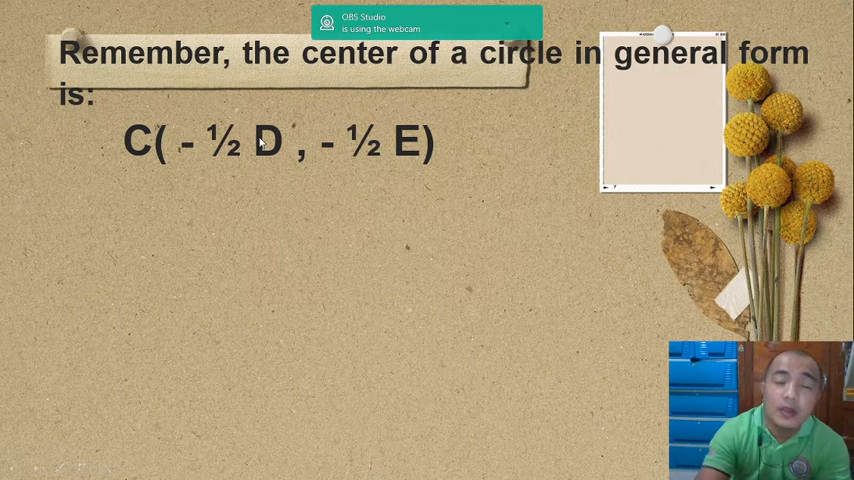 OBS Studio
is using the webcam
Remember, the center of a circle in general form
is:
C( - ½ D , - ½ E)